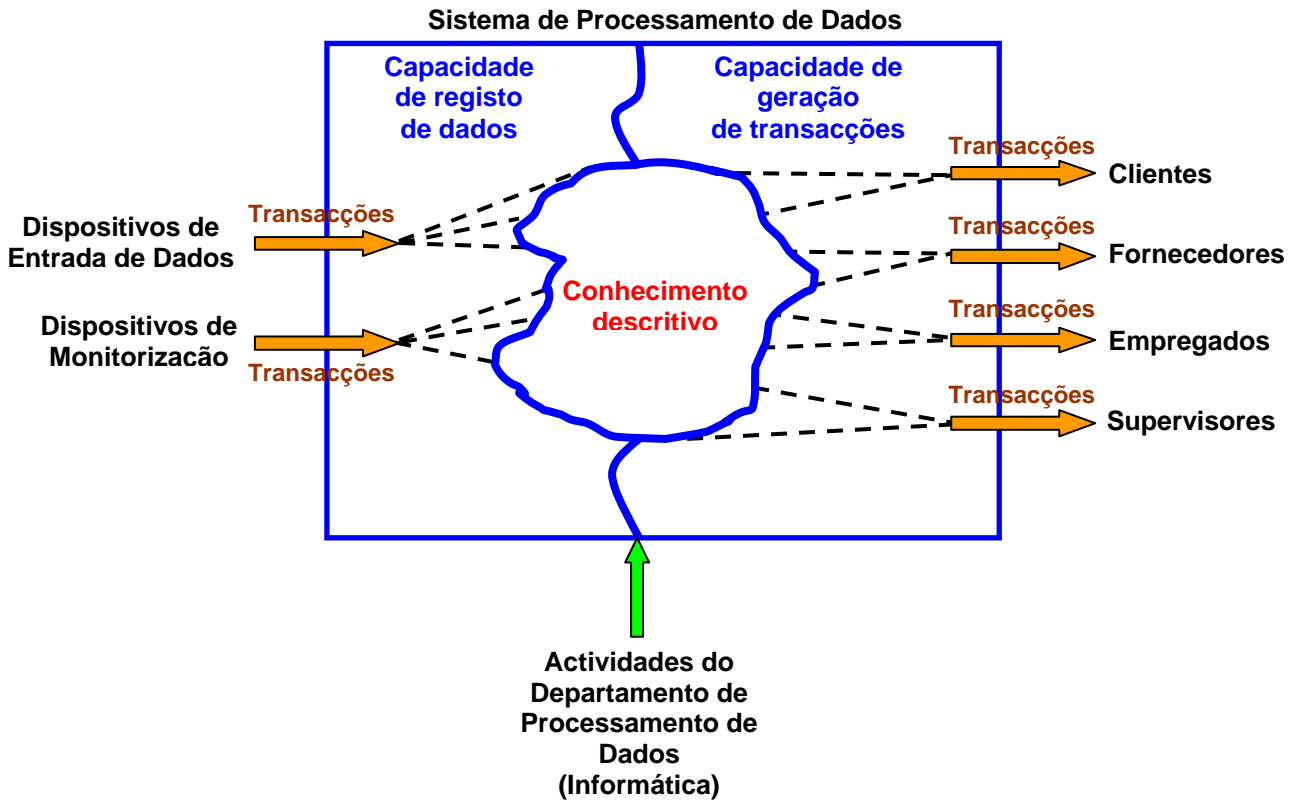 Sistema de Processamento de Dados
Capacidade
de registo
de dados
Capacidade de
geração
de transacções
Transacções
Clientes
Transacções
Dispositivos de
Entrada de Dados
Transacções
Fornecedores
Conhecimento
descritivo
Dispositivos de
Monitorizacão
Transacções
Transacções
Empregados
Transacções
Supervisores
Actividades do
Departamento de
Processamento de
Dados
(Informática)